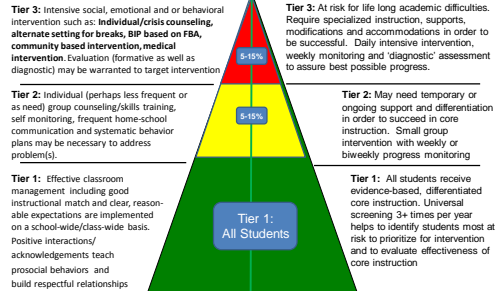 Tier 3: Intensive social, emotional and or behavioral
intervention such as: Individual/crisis counseling,
alternate setting for breaks, BIP based on FBA,
community based intervention,medical
intervention. Evaluation (formative as well as
diagnostic) may be warranted to target intervention
Tier 2: Individual (perhaps less frequent or
as need) group counseling/skills training,
self monitoring, frequent home-school
communication and systematic behavior
plans may be necessary to address
problem(s).
Tier 1: Effective classroom
management including good
instructional match and clear, reason-
able expectations are implemented
on a school-wide/class-wide basis.
Positive interactions/
acknowledgements teach
prosocial behaviors and
build respectful relationships
5-15%
5-15%
Tier 1:
All Students
Tier 3: At risk for life long academic difficulties.
Require specialized instruction, supports,
modifications and accommodations in order to
be successful. Daily intensive intervention,
weekly monitoring and 'diagnostic' assessment
to assure best possible progress.
Tier 2: May need temporary or
ongoing support and differentiation
in order to succeed in core
instruction. Small group
intervention with weekly or
biweekly progress monitoring
Tier 1: All students receive
evidence-based, differentiated
core instruction. Universal
screening 3+ times per year
helps to identify students most at
risk to prioritize for intervention
and to evaluate effectiveness of
core instruction